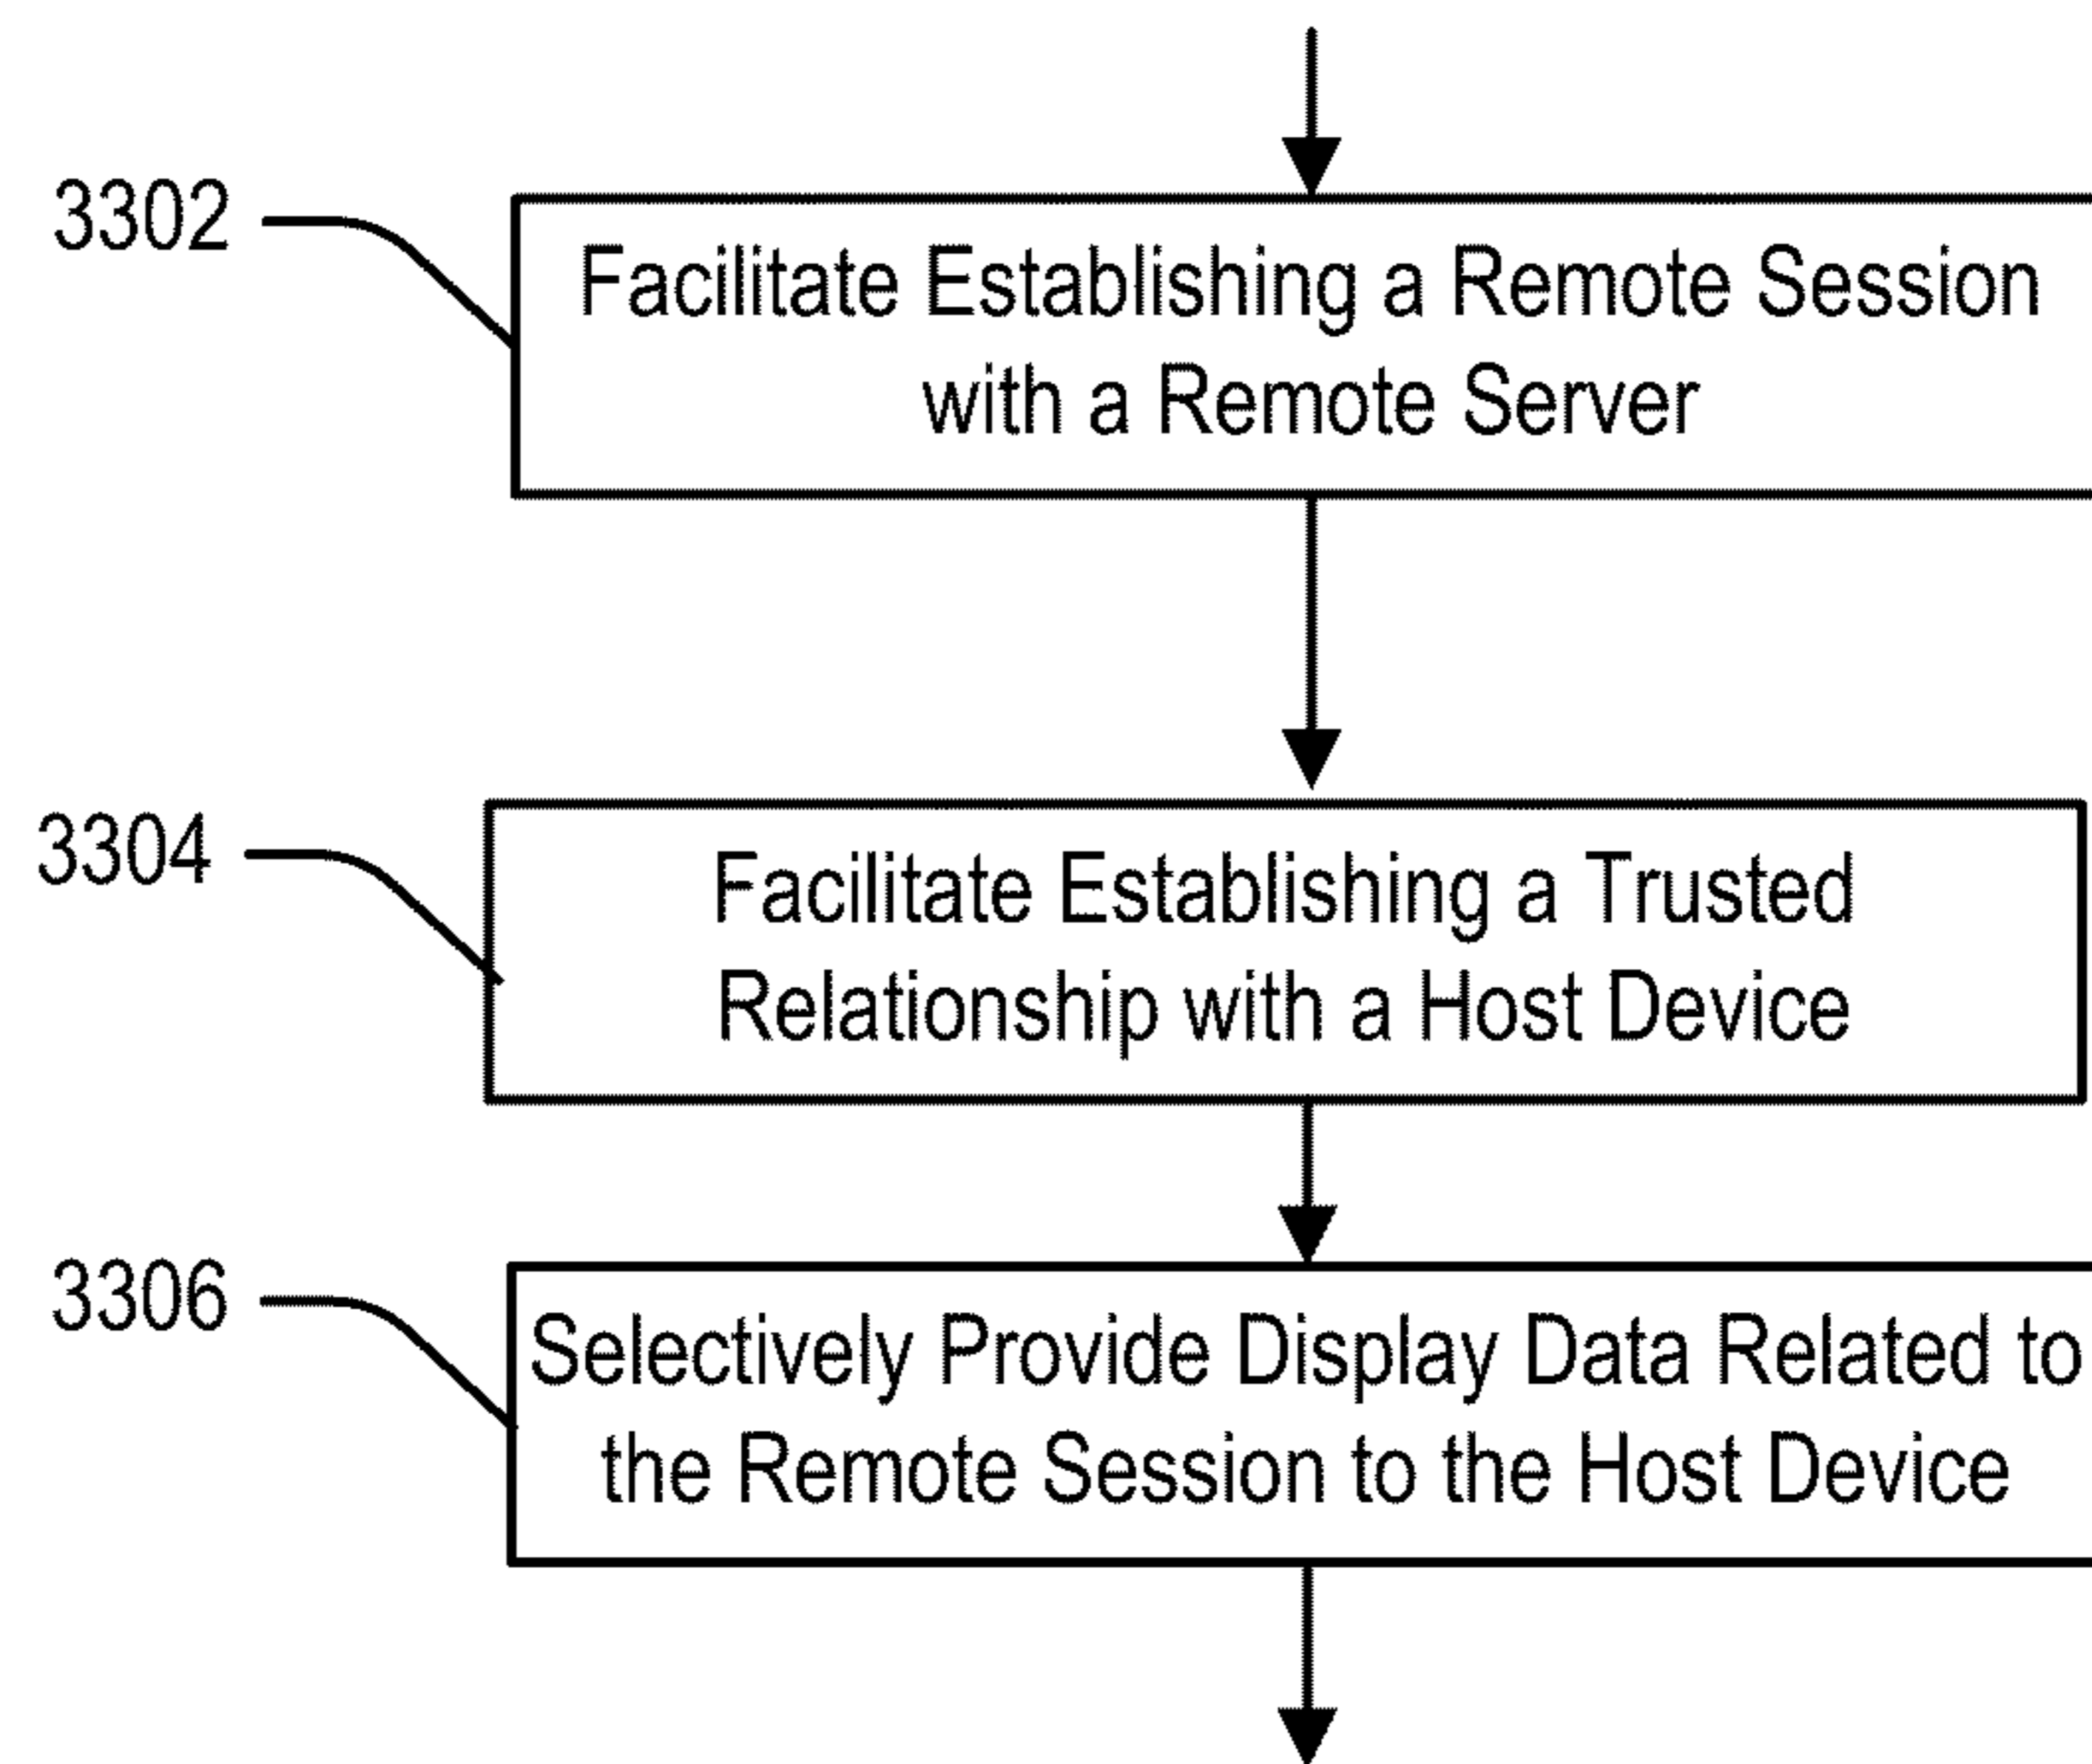 3302
Facilitate Establishing a Remote Session
with a Remote Server
3304
Facilitate Establishing a Trusted
Relationship with a Host Device
3306
Selectively Provide Display Data Related to
the Remote Session to the Host Device